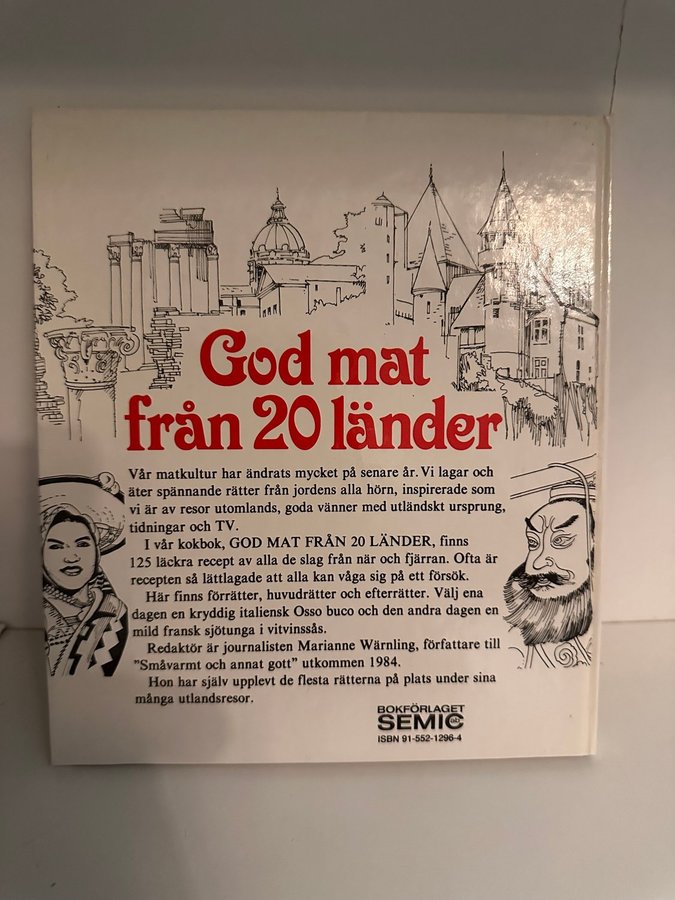 God mat
från 20 länder
Vår matkultur har ändrats mycket på senare år. Vi lagar och
äter spännande rätter från jordens alla hörn, inspirerade som
vi är av resor utomlands, goda vänner med utländskt ursprung,
tidningar och TV.
I vår kokbok, GOD MAT FRÅN 20 LÄNDER, finns
125 läckra recept av alla de slag från när och fjärran. Ofta är
recepten så lättlagade att alla kan våga sig på ett försök.
Här finns förrätter, huvudrätter och efterrätter. Välj ena
dagen en kryddig italiensk Osso buco och den andra dagen en
mild fransk sjötunga i vitvinssås.
Redaktör är journalisten Marianne Wärnling, författare till
"Småvarmt och annat gott" utkommen 1984.
Hon har själv upplevt de flesta rätterna på plats under sina
många utlandsresor.
BOKFÖRLAGET
SEMIC ab
ISBN 91-552-1296-4